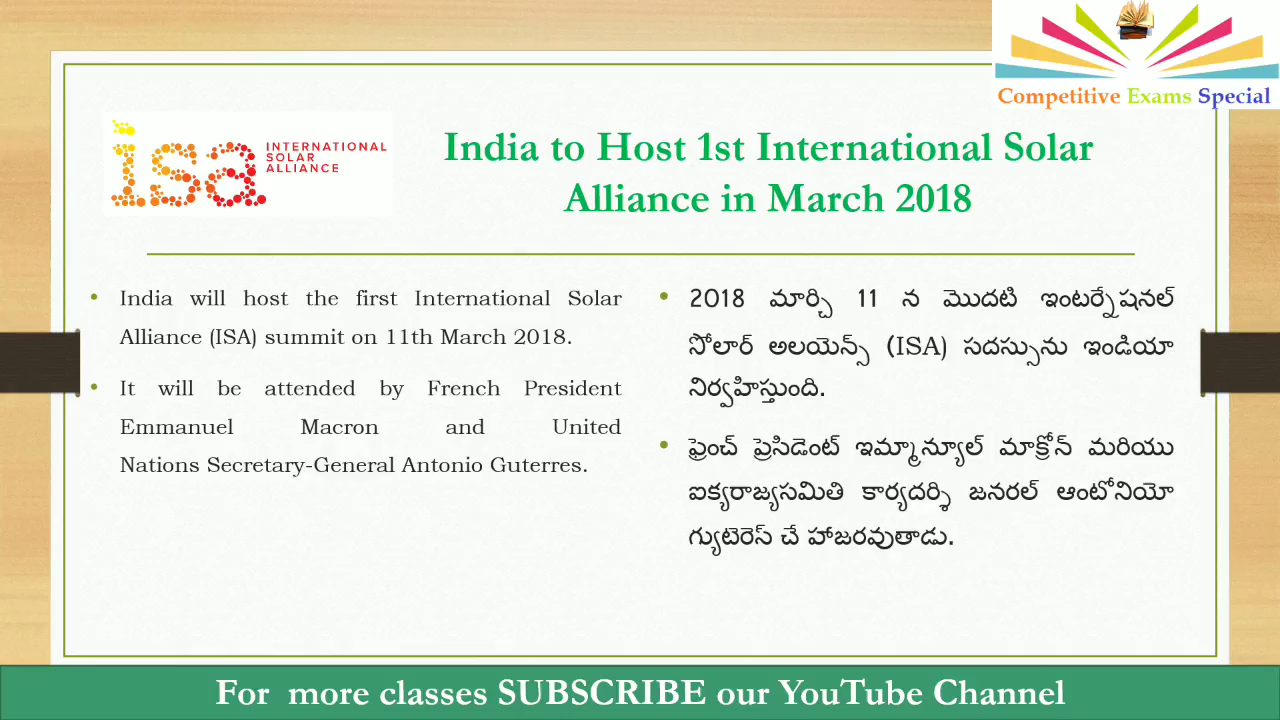 Competitive Exams Special
isa INTERNATIONAL
SOLAR
ALLIANCE
India to Host 1st International Solar
Alliance in March 2018
• India will host the first International Solar
Alliance (ISA) summit on 11th March 2018.
• It will be attended by French President
Emmanuel Macron and United
Nations Secretary-General Antonio Guterres.
• 2018 మార్చి 11 న మొదటి ఇంటర్నేషనల్
సోలార్ అలయెన్స్ (ISA) సదస్సును ఇండియా
నిర్వహిస్తుంది.
• ఫ్రెంచ్ ప్రెసిడెంట్ ఇమ్మాన్యూల్ మాక్రోన్ మరియు
ఐక్యరాజ్యసమితి కార్యదర్శి జనరల్ ఆంటోనియో
గ్యుటెరెస్ చే హాజరవుతాడు.
For more classes SUBSCRIBE our YouTube Channel